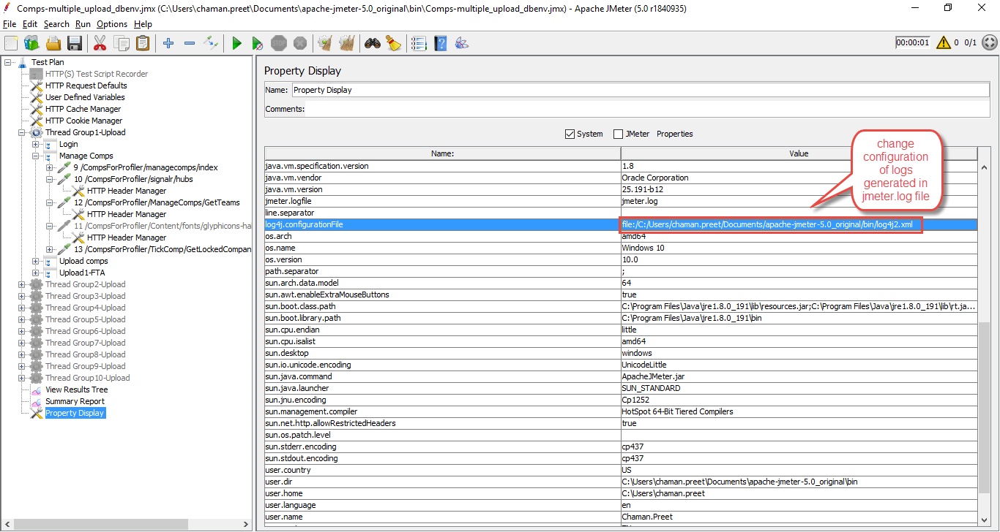 Comps-multiple_upload_dbenv.jmx (C:\Users\chaman.preet\Documents\apache-jmeter-5.0_original\bin\Comps-multiple_upload_dbenv.jmx) - Apache JMeter (5.0 r1840935)
File Edit Search Run Options Help
STOP
00:00:01 0 0/1
Test Plan
HTTP(S) Test Script Recorder
HTTP Request Defaults
User Defined Variables
HTTP Cache Manager
HTTP Cookie Manager
Thread Group1-Upload
Login
Manage Comps
9 /CompsForProfiler/managecomps/index
10 /CompsForProfiler/signalr/hubs
HTTP Header Manager
12 /CompsForProfiler/ManageComps/GetTeams
HTTP Header Manager
11 /CompsForProfiler/Content/fonts/glyphicons-ha
HTTP Header Manager
13 /CompsForProfiler/TickComp/GetLockedCompan
Upload comps
Upload1-FTA
Thread Group2-Upload
Thread Group3-Upload
Thread Group4-Upload
Thread Group5-Upload
Thread Group6-Upload
Thread Group7-Upload
Thread Group8-Upload
Thread Group9-Upload
Thread Group10-Upload
View Results Tree
Summary Report
Property Display
Property Display
Name: Property Display
Comments:
System JMeter Properties
change
configuration
of logs
generated in
jmeter.log file
Name: Value
java.vm.specification.version 1.8
java.vm.vendor Oracle Corporation
java.vm.version 25.191-b12
jmeter.logfile jmeter.log
line.separator
log4j.configurationFile file:/C:/Users/chaman.preet/Documents/apache-jmeter-5.0_original/bin/log4j2.xml
os.arch amd64
os.name Windows 10
os.version 10.0
path.separator ;
sun.arch.data.model 64
sun.awt.enableExtraMouseButtons true
sun.boot.class.path C:\Program Files\Java\jre1.8.0_191\lib\resources.jar;C:\Program Files\Java\jre1.8.0_191\lib\rt.ja...
sun.boot.library.path C:\Program Files\Java\jre1.8.0_191\bin
sun.cpu.endian little
sun.cpu.isalist amd64
sun.desktop windows
sun.io.unicode.encoding UnicodeLittle
sun.java.command ApacheJMeter.jar
sun.java.launcher SUN_STANDARD
sun.jnu.encoding Cp1252
sun.management.compiler HotSpot 64-Bit Tiered Compilers
sun.net.http.allowRestrictedHeaders true
sun.os.patch.level
sun.stderr.encoding cp437
sun.stdout.encoding cp437
user.country US
user.dir C:\Users\chaman.preet\Documents\apache-jmeter-5.0_original\bin
user.home C:\Users\chaman.preet
user.language en
user.name Chaman.Preet